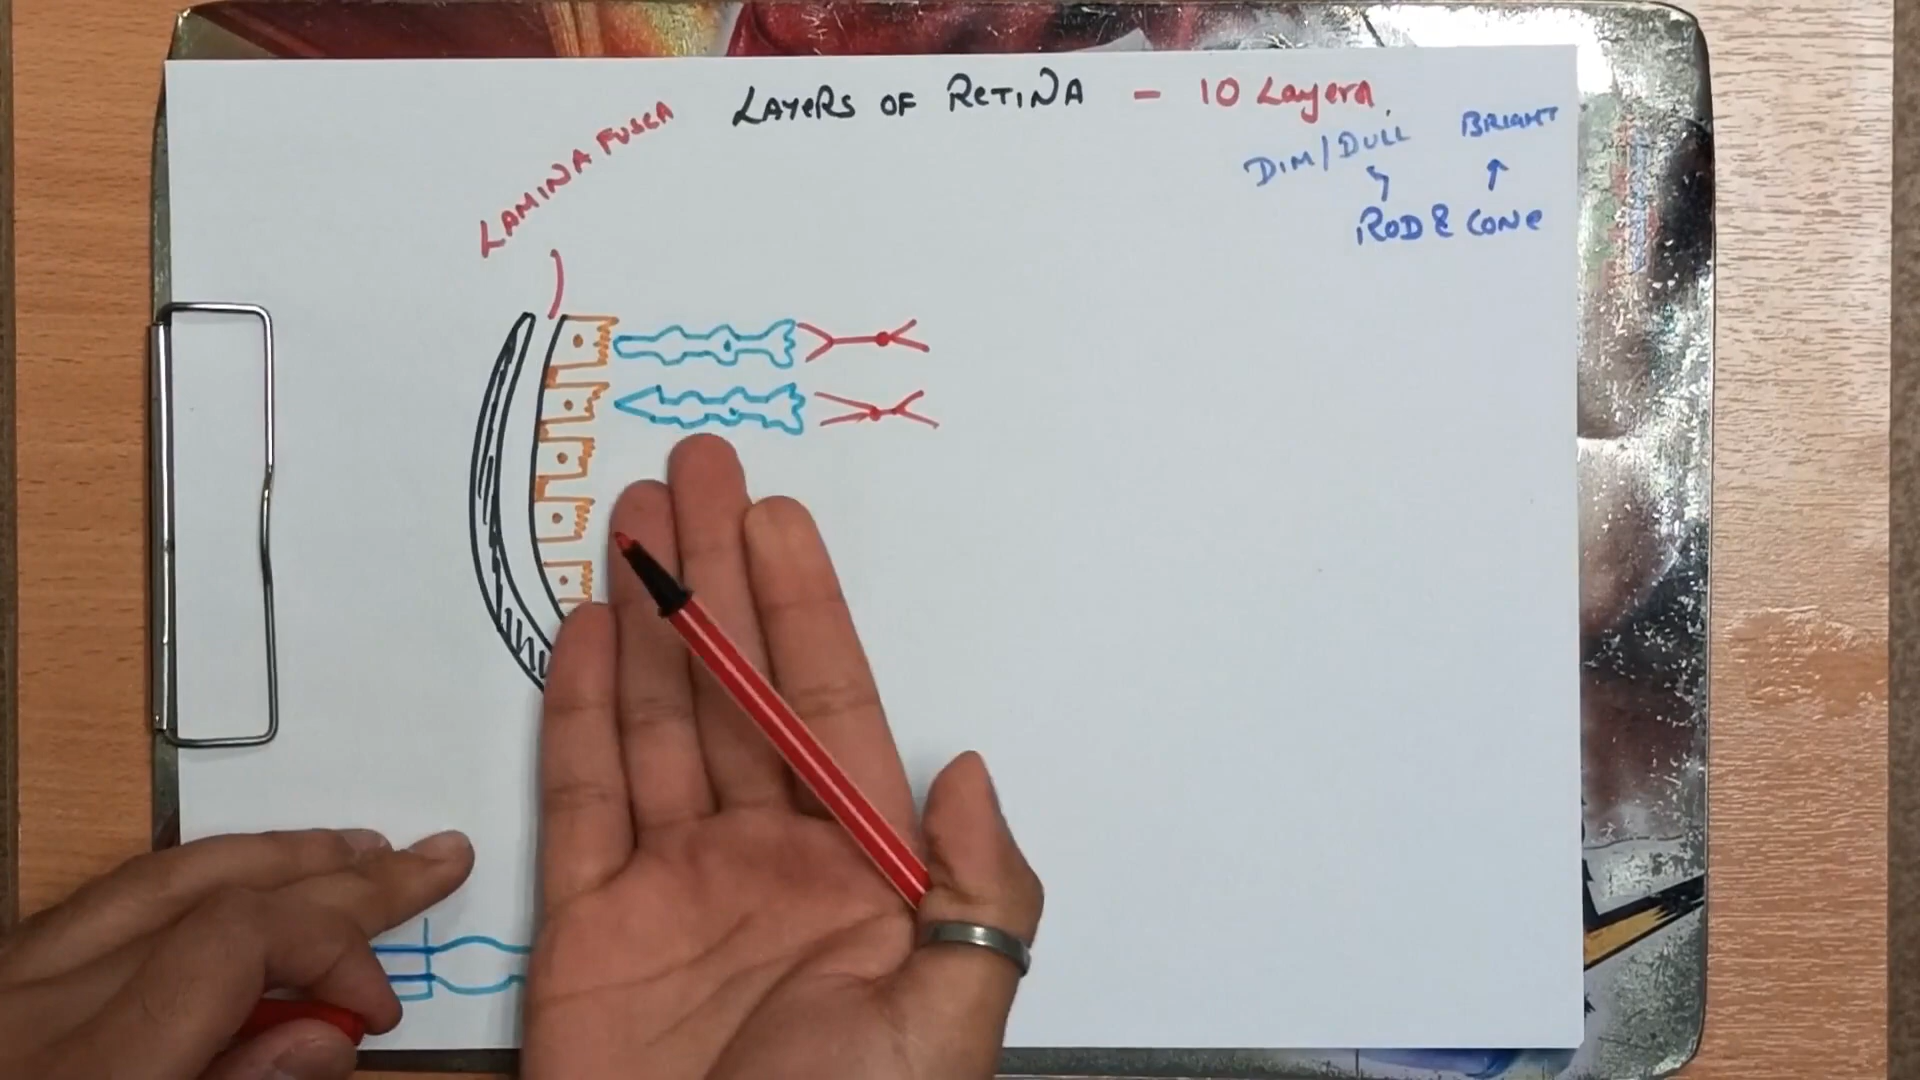 LAYERS OF RETINA - 10 Layers
LAMINA FUSCA
DIM/DULL BRIGHT
ROD & CONE